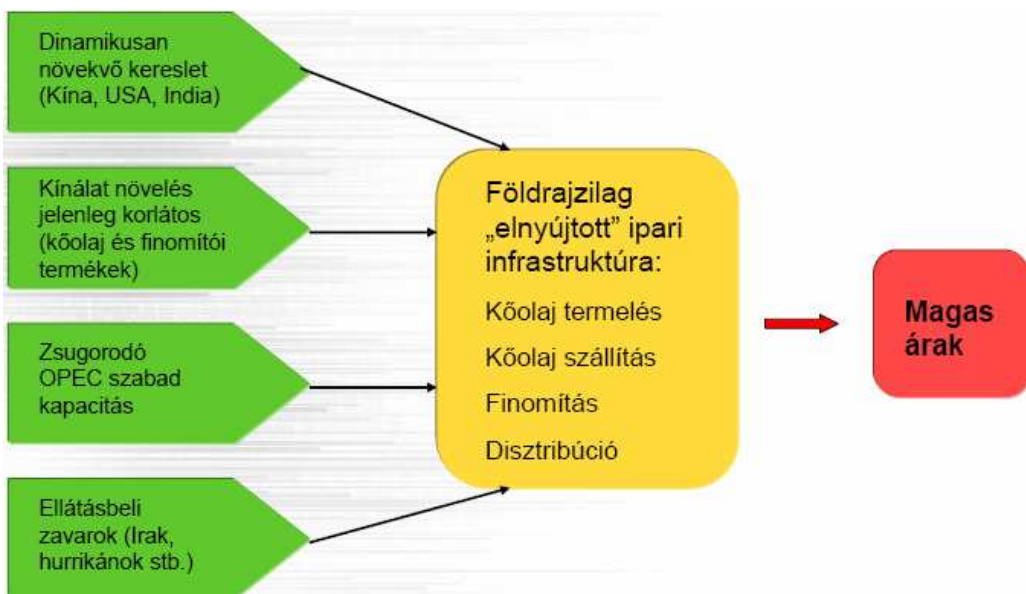 Dinamikusan
növekvő kereslet
(Kína, USA, India)
Kínálat növelés
jelenleg korlátos
(kőolaj és finomítói
termékek)
Zsugorodó
OPEC szabad
kapacitás
Ellátásbeli
zavarok (Irak,
hurrikánok stb.)
Földrajzilag
„elnyújtott” ipari
infrastruktúra:
Kőolaj termelés
Kőolaj szállítás
Finomítás
Disztribúció
Magas
árak